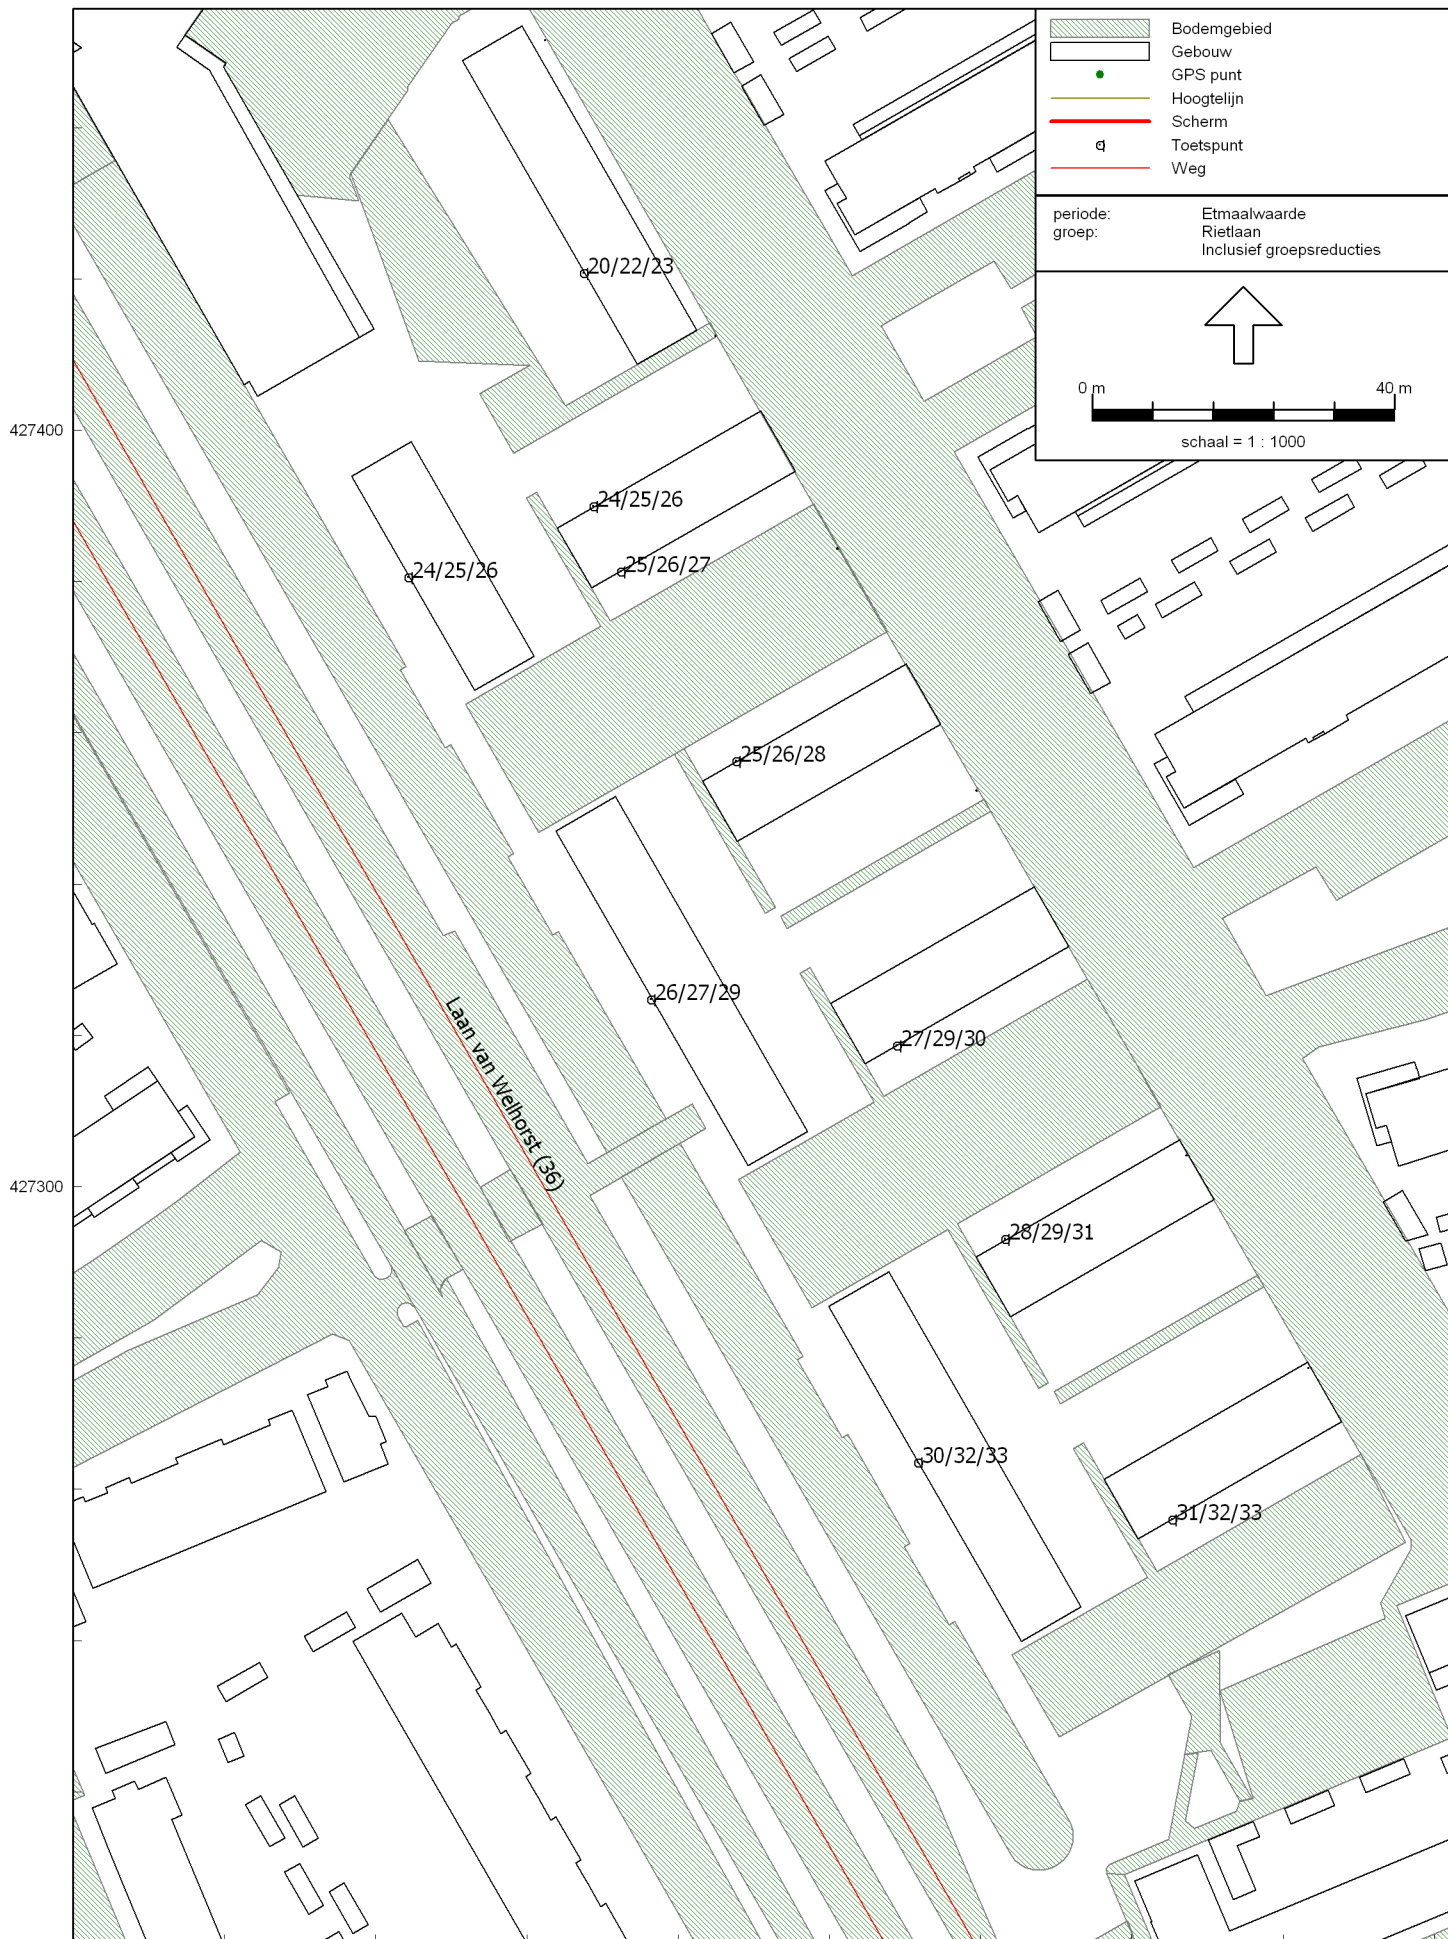 Bodemgebied
Gebouw
GPS punt
Hoogtelijn
Scherm
Toetspunt
Weg
periode: Etmaalwaarde
groep: Rietlaan
Inclusief groepsreducties
0 m 40 m
schaal = 1 : 1000
20/22/23
427400
24/25/26
25/26/27
24/25/26
25/26/28
26/27/29
27/29/30
Laan van Welhorst (36)
427300
28/29/31
30/32/33
31/32/33